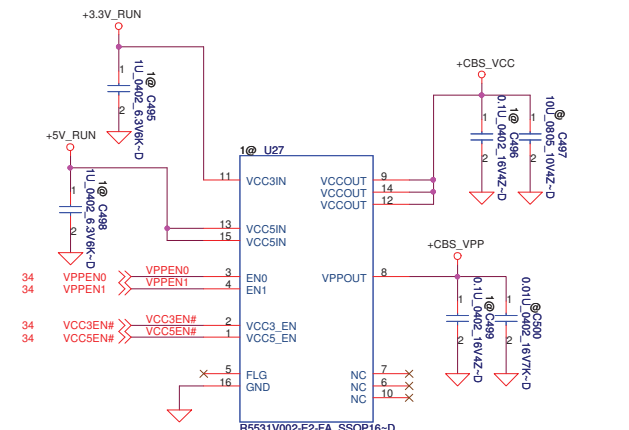 +3.3V_RUN
1
2
1@ C495
1U_0402_6.3V6K~D
+5V_RUN
1
2
1@ C498
1U_0402_6.3V6K~D
+CBS_VCC
1
2
1@ C496
0.1U_0402_16V4Z~D
1
2
@ C497
10U_0805_10V4Z~D
1@ U27
11 VCC3IN
VCCOUT 9
VCCOUT 14
VCCOUT 12
13 VCC5IN
15 VCC5IN
+CBS_VPP
34 VPPEN0 VPPEN0 3 EN0
34 VPPEN1 VPPEN1 4 EN1
VPPOUT 8
1
2
1@ C499
0.1U_0402_16V4Z~D
1
2
@C500
0.01U_0402_16V7K~D
34 VCC3EN# VCC3EN# 2 VCC3_EN
34 VCC5EN# VCC5EN# 1 VCC5_EN
5 FLG
16 GND
NC 7
NC 6
NC 10
R5531V002-E2-FA_SSOP16~D